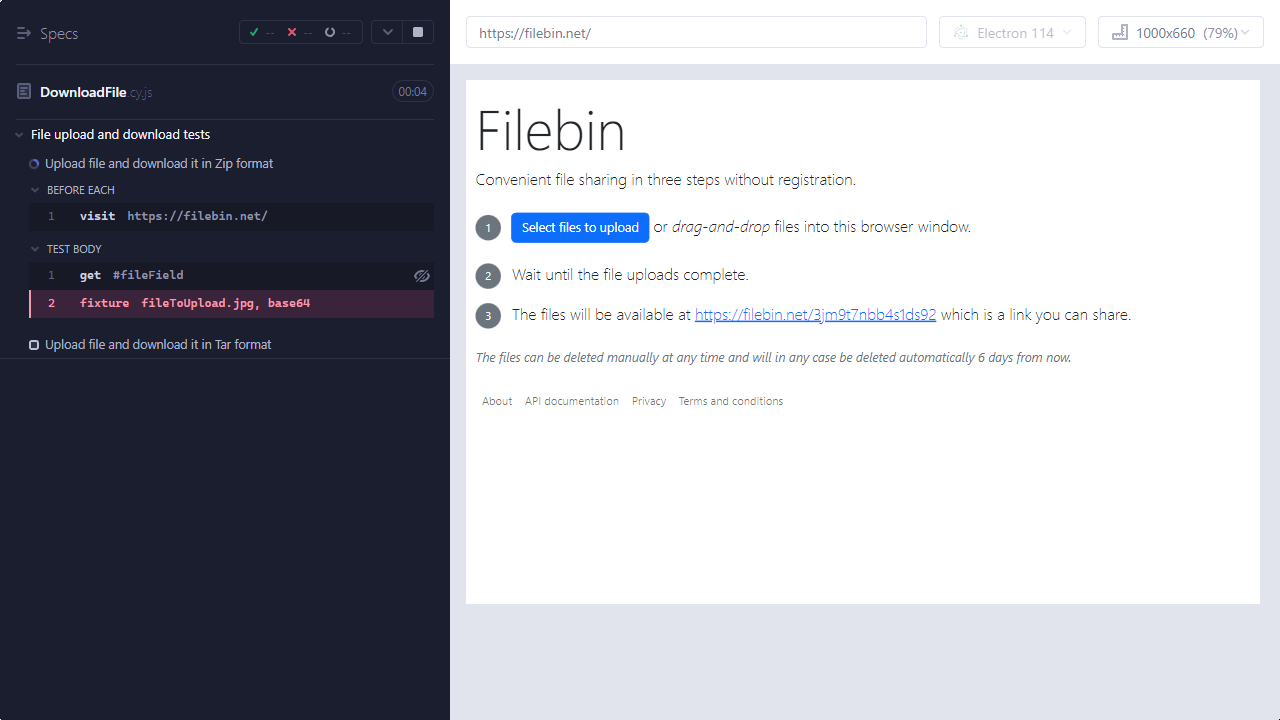 Specs
-- -- --
DownloadFile.cy.js 00:04
File upload and download tests
Upload file and download it in Zip format
BEFORE EACH
1 visit https://filebin.net/
TEST BODY
1 get #fileField
2 fixture fileToUpload.jpg, base64
Upload file and download it in Tar format
https://filebin.net/ Electron 114 1000x660 (79%)
Filebin
Convenient file sharing in three steps without registration.
1 Select files to upload or drag-and-drop files into this browser window.
2 Wait until the file uploads complete.
3 The files will be available at https://filebin.net/3jm9t7nbb4s1ds92 which is a link you can share.
The files can be deleted manually at any time and will in any case be deleted automatically 6 days from now.
About API documentation Privacy Terms and conditions